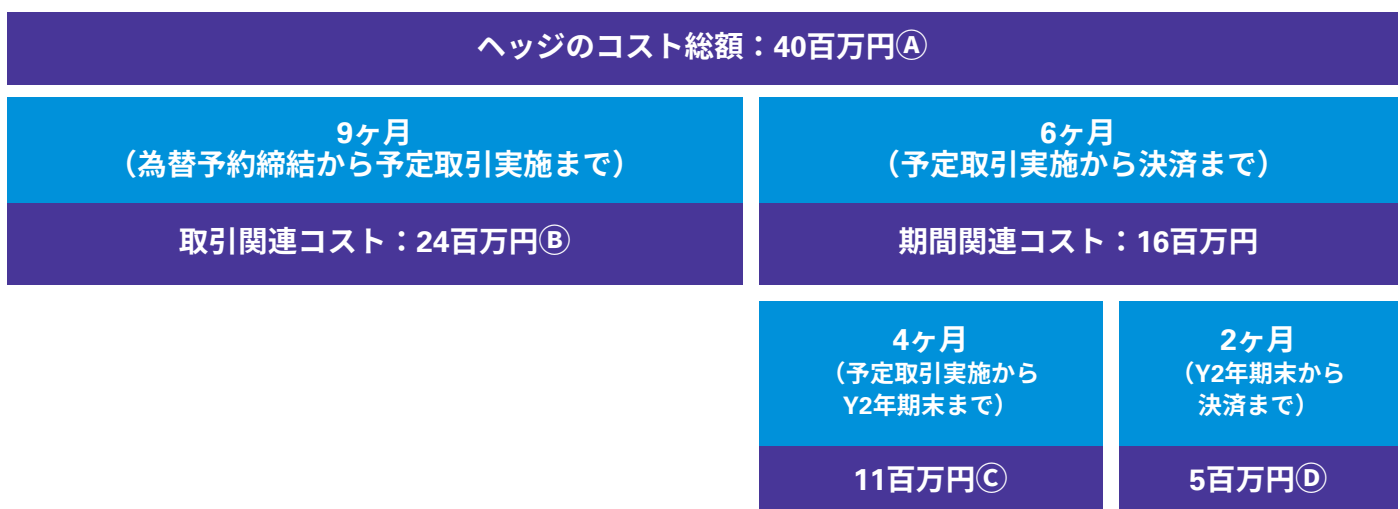 ヘッジのコスト総額：40百万円Ⓐ
9ヶ月
（為替予約締結から予定取引実施まで）
取引関連コスト：24百万円Ⓑ
6ヶ月
（予定取引実施から決済まで）
期間関連コスト：16百万円
4ヶ月
（予定取引実施から
Y2年期末まで）
11百万円Ⓒ
2ヶ月
（Y2年期末から
決済まで）
5百万円Ⓓ